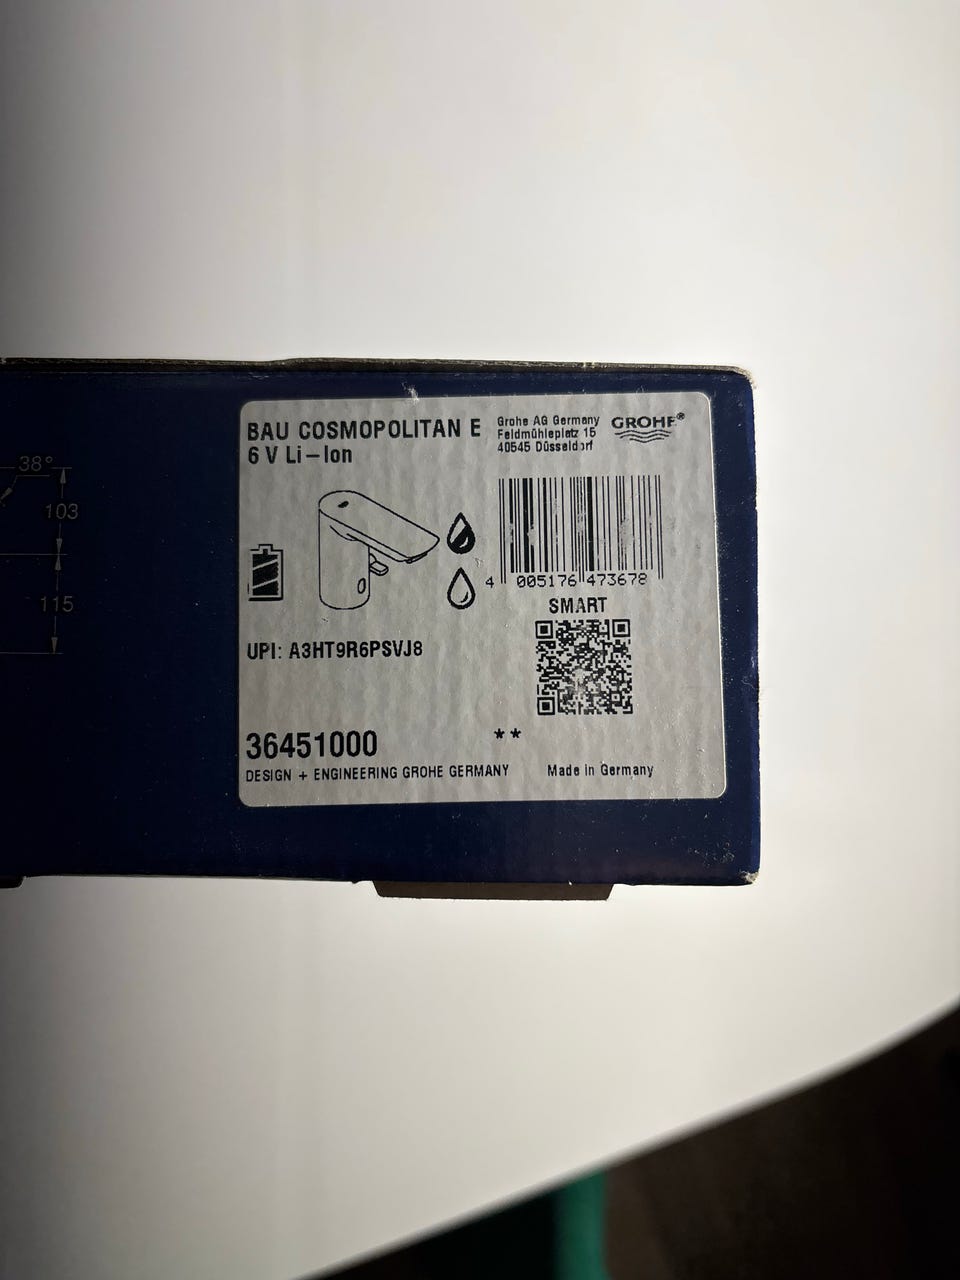 BAU COSMOPOLITAN E
6 V Li-Ion
Grohe AG Germany
Feldmühleplatz 15
40545 Düsseldorf
GROHE®
38°
103
115
4 005176 473678
SMART
UPI: A3HT9R6PSVJ8
36451000
**
DESIGN + ENGINEERING GROHE GERMANY
Made in Germany